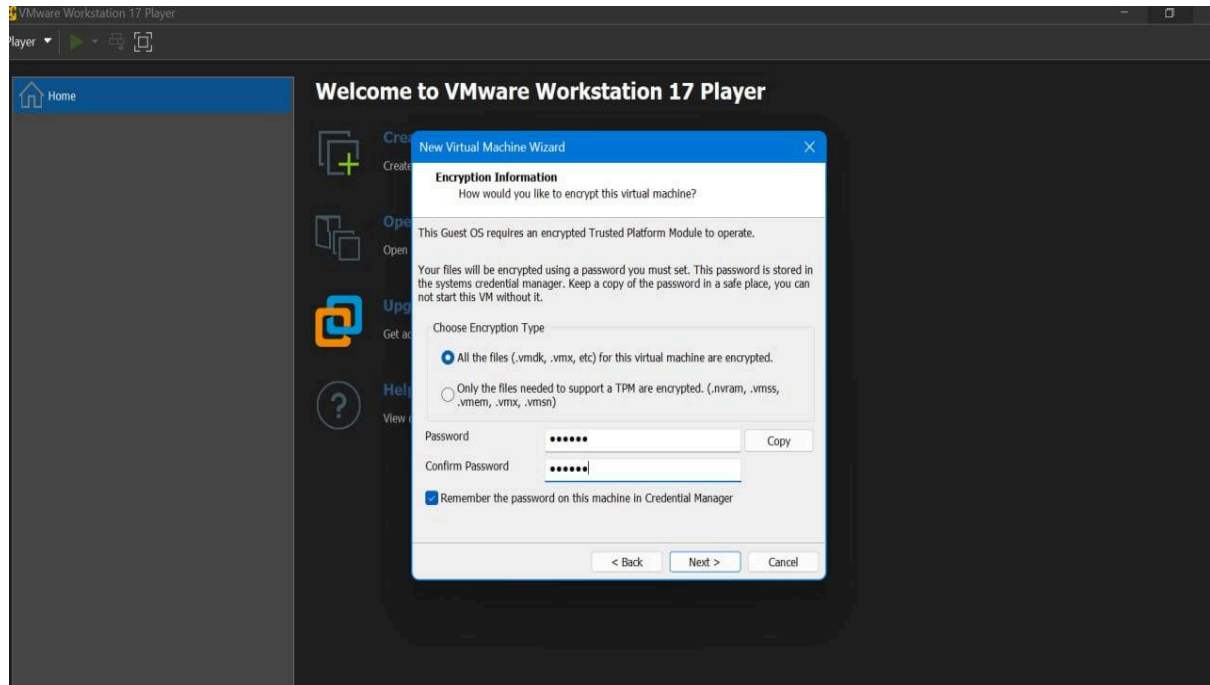 VMware Workstation 17 Player
layer
Home
Welcome to VMware Workstation 17 Player
Crea
Create
Ope
Open
Upg
Get ac
Help
View
New Virtual Machine Wizard
Encryption Information
How would you like to encrypt this virtual machine?
This Guest OS requires an encrypted Trusted Platform Module to operate.
Your files will be encrypted using a password you must set. This password is stored in
the systems credential manager. Keep a copy of the password in a safe place, you can
not start this VM without it.
Choose Encryption Type
All the files (.vmdk, .vmx, etc) for this virtual machine are encrypted.
Only the files needed to support a TPM are encrypted. (.nvram, .vmss,
.vmem, .vmx, .vmsn)
Password ●●●●●● Copy
Confirm Password ●●●●●●
Remember the password on this machine in Credential Manager
< Back Next > Cancel